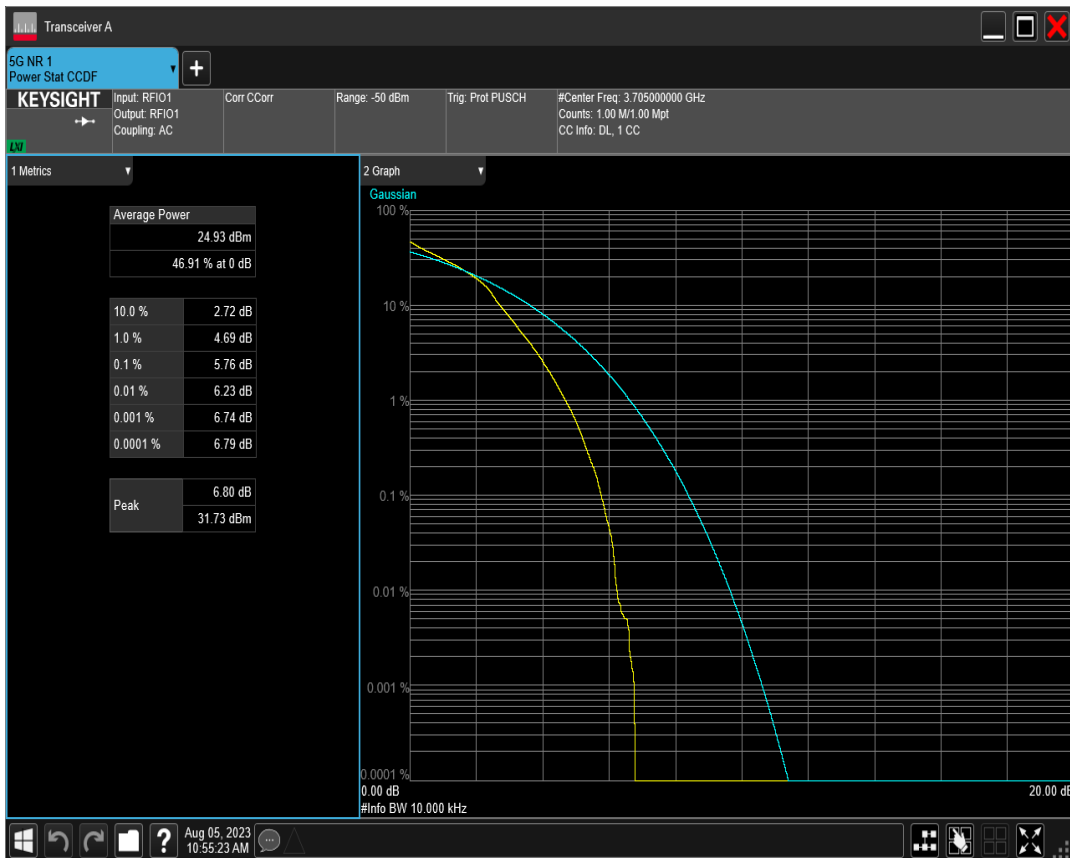 Transceiver A
5G NR 1
Power Stat CCDF
+
KEYSIGHT
LXI
Input: RFIO1
Output: RFIO1
Coupling: AC
Corr CCorr
Range: -50 dBm
Trig: Prot PUSCH
#Center Freq: 3.705000000 GHz
Counts: 1.00 M/1.00 Mpt
CC Info: DL, 1 CC
1 Metrics
Average Power
24.93 dBm
46.91 % at 0 dB
10.0 % 2.72 dB
1.0 % 4.69 dB
0.1 % 5.76 dB
0.01 % 6.23 dB
0.001 % 6.74 dB
0.0001 % 6.79 dB
Peak
6.80 dB
31.73 dBm
2 Graph
Gaussian
100 %
10 %
1 %
0.1 %
0.01 %
0.001 %
0.0001 %
0.00 dB
20.00 dB
#Info BW 10.000 kHz
?
Aug 05, 2023
10:55:23 AM